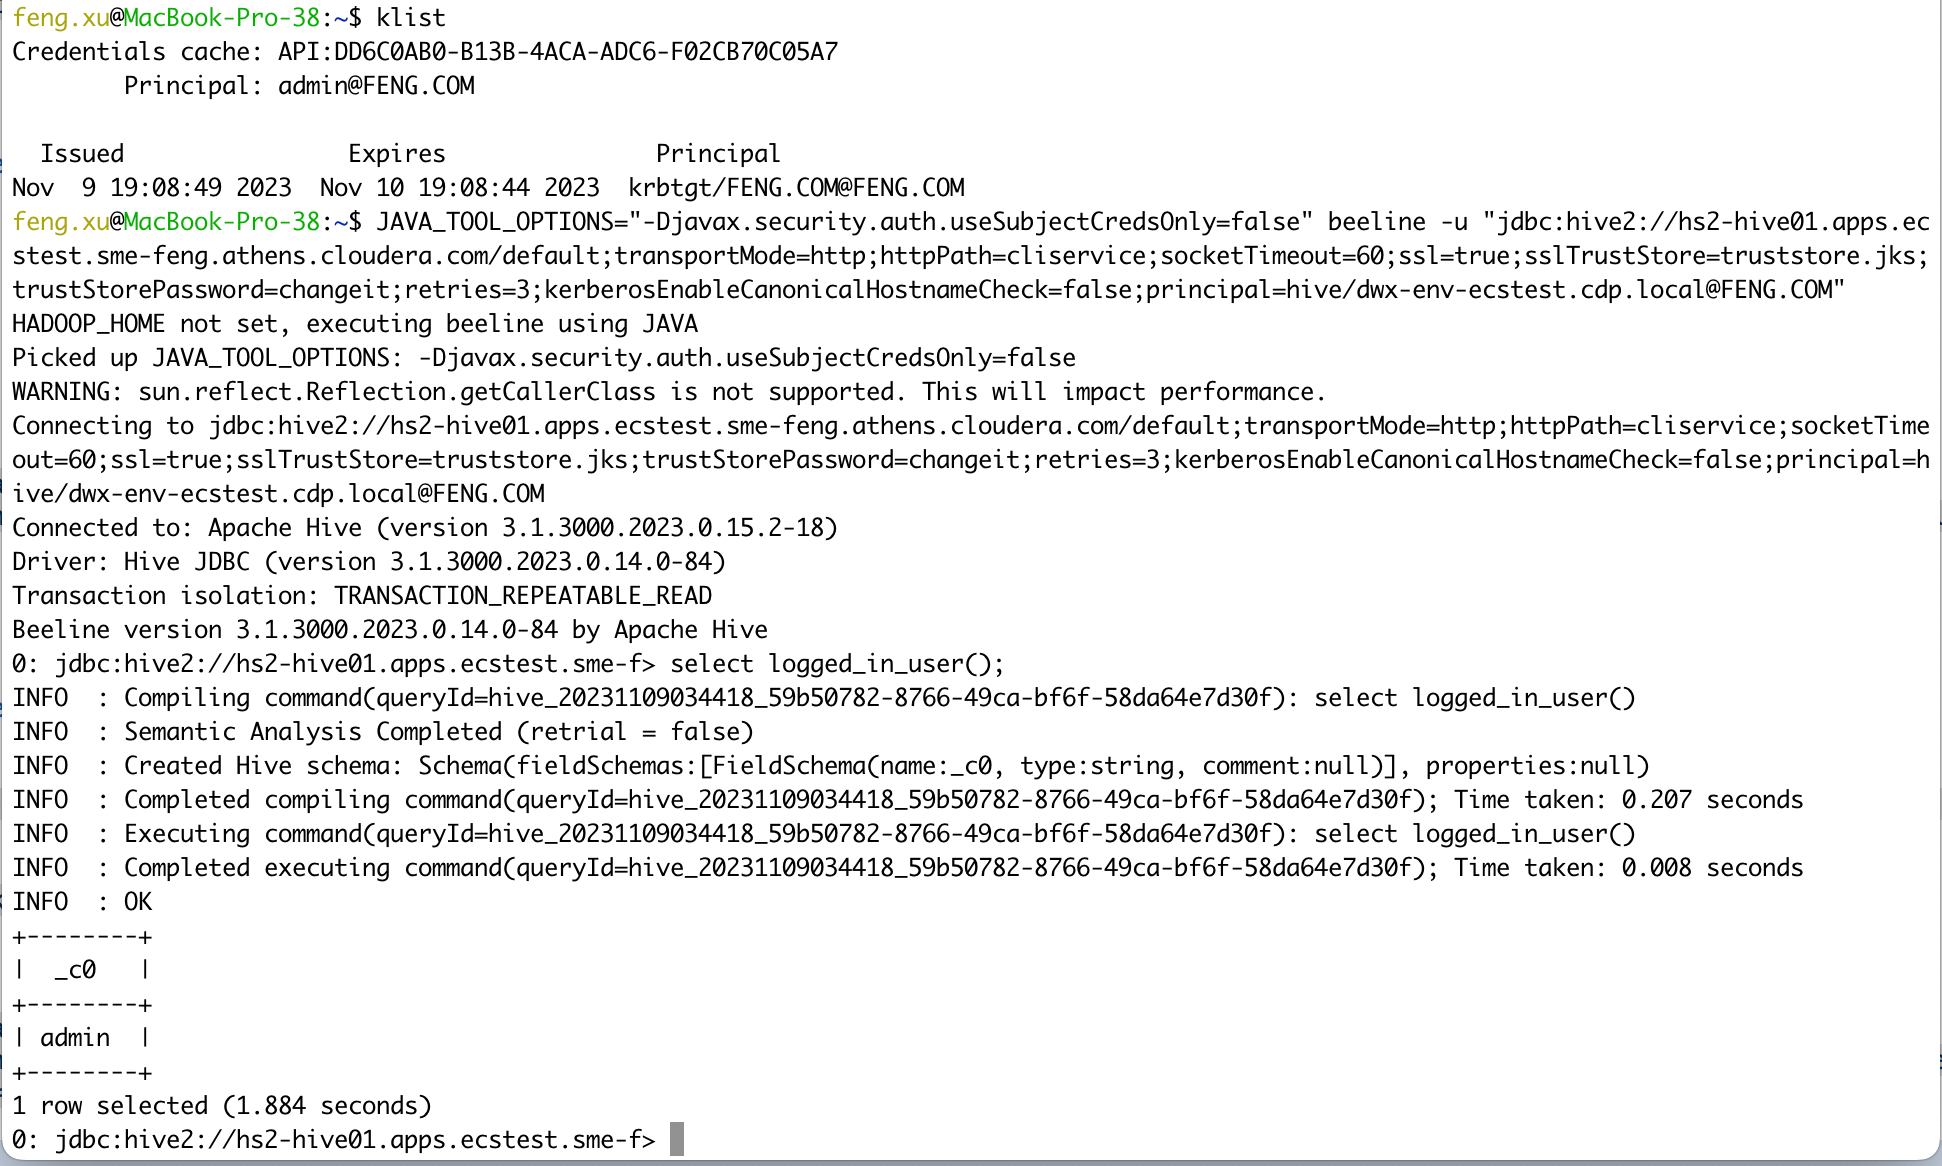 feng.xu@MacBook-Pro-38:~$ klist
Credentials cache: API:DD6C0AB0-B13B-4ACA-ADC6-F02CB70C05A7
        Principal: admin@FENG.COM

  Issued                Expires               Principal
Nov  9 19:08:49 2023  Nov 10 19:08:44 2023  krbtgt/FENG.COM@FENG.COM
feng.xu@MacBook-Pro-38:~$ JAVA_TOOL_OPTIONS="-Djavax.security.auth.useSubjectCredsOnly=false" beeline -u "jdbc:hive2://hs2-hive01.apps.ec
stest.sme-feng.athens.cloudera.com/default;transportMode=http;httpPath=cliservice;socketTimeout=60;ssl=true;sslTrustStore=truststore.jks;
trustStorePassword=changeit;retries=3;kerberosEnableCanonicalHostnameCheck=false;principal=hive/dwx-env-ecstest.cdp.local@FENG.COM"
HADOOP_HOME not set, executing beeline using JAVA
Picked up JAVA_TOOL_OPTIONS: -Djavax.security.auth.useSubjectCredsOnly=false
WARNING: sun.reflect.Reflection.getCallerClass is not supported. This will impact performance.
Connecting to jdbc:hive2://hs2-hive01.apps.ecstest.sme-feng.athens.cloudera.com/default;transportMode=http;httpPath=cliservice;socketTime
out=60;ssl=true;sslTrustStore=truststore.jks;trustStorePassword=changeit;retries=3;kerberosEnableCanonicalHostnameCheck=false;principal=h
ive/dwx-env-ecstest.cdp.local@FENG.COM
Connected to: Apache Hive (version 3.1.3000.2023.0.15.2-18)
Driver: Hive JDBC (version 3.1.3000.2023.0.14.0-84)
Transaction isolation: TRANSACTION_REPEATABLE_READ
Beeline version 3.1.3000.2023.0.14.0-84 by Apache Hive
0: jdbc:hive2://hs2-hive01.apps.ecstest.sme-f> select logged_in_user();
INFO  : Compiling command(queryId=hive_20231109034418_59b50782-8766-49ca-bf6f-58da64e7d30f): select logged_in_user()
INFO  : Semantic Analysis Completed (retrial = false)
INFO  : Created Hive schema: Schema(fieldSchemas:[FieldSchema(name:_c0, type:string, comment:null)], properties:null)
INFO  : Completed compiling command(queryId=hive_20231109034418_59b50782-8766-49ca-bf6f-58da64e7d30f); Time taken: 0.207 seconds
INFO  : Executing command(queryId=hive_20231109034418_59b50782-8766-49ca-bf6f-58da64e7d30f): select logged_in_user()
INFO  : Completed executing command(queryId=hive_20231109034418_59b50782-8766-49ca-bf6f-58da64e7d30f); Time taken: 0.008 seconds
INFO  : OK
+--------+
|  _c0   |
+--------+
| admin  |
+--------+
1 row selected (1.884 seconds)
0: jdbc:hive2://hs2-hive01.apps.ecstest.sme-f>